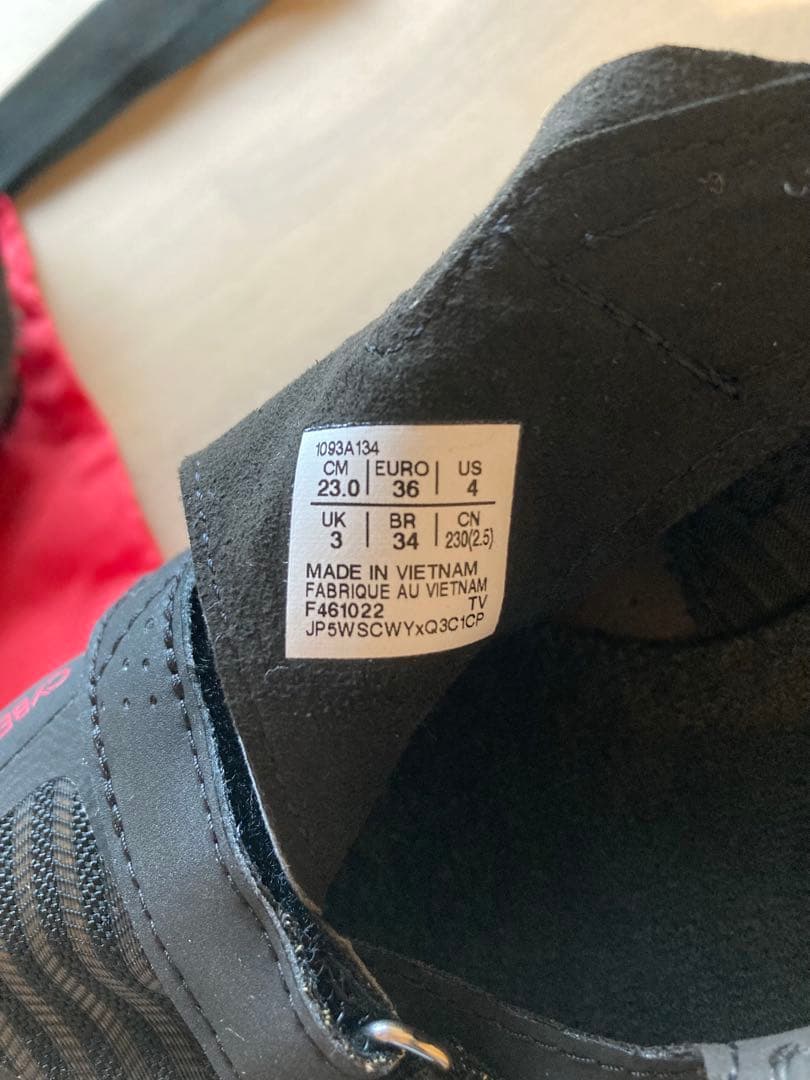 1093A134
CM | EURO | US
23.0 | 36 | 4
UK | BR | CN
3 | 34 | 230(2.5)
MADE IN VIETNAM
FABRIQUE AU VIETNAM
F461022 TV
JP5WSCWYxQ3C1CP
CYBE